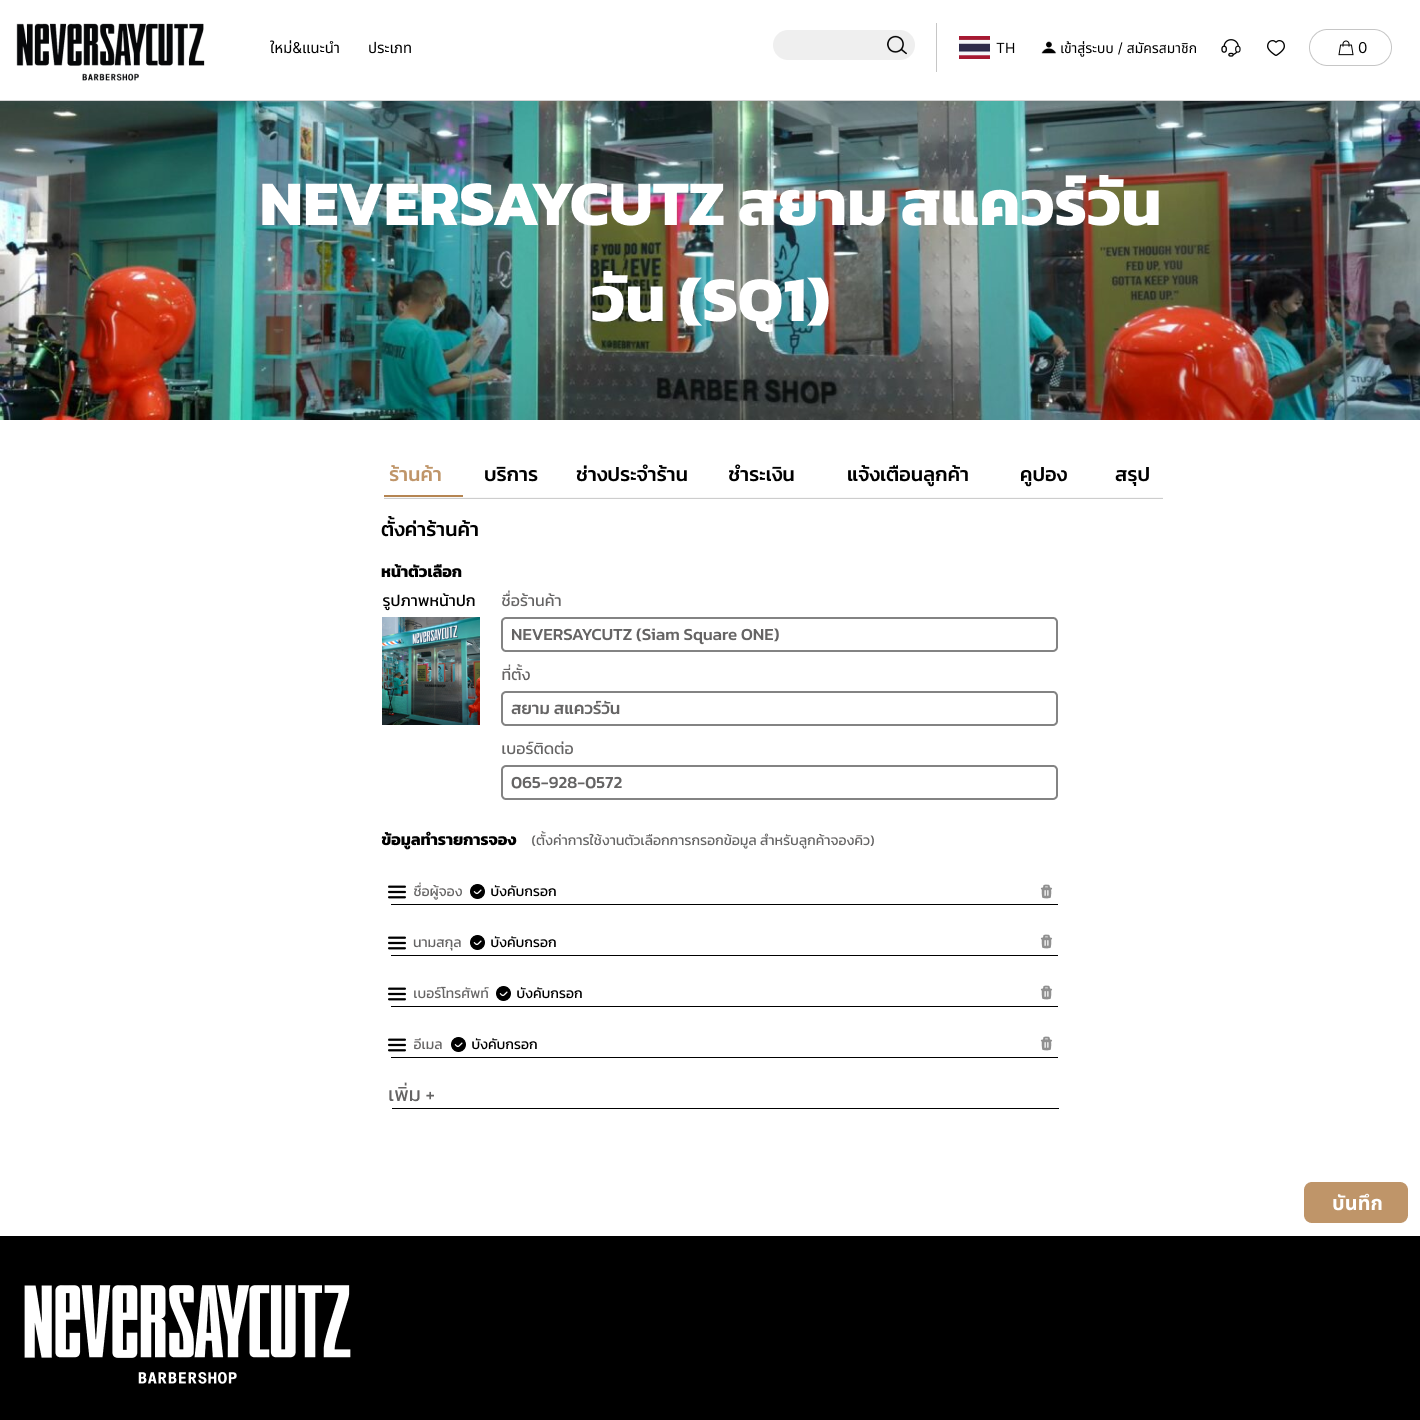 NEVERSAYCUTZ
BARBERSHOP
ใหม่&แนะนำ ประเภท
TH เข้าสู่ระบบ / สมัครสมาชิก 0
NEVERSAYCUTZ สยาม สแควร์วัน
วัน (SQ1)
IF YOU DO NOT
KOBEBRYANT
"EVEN THOUGH YOU'RE
FED UP, YOU
GOTTA KEEP YOUR
HEAD UP."
BARBER SHOP
ร้านค้า บริการ ช่างประจำร้าน ชำระเงิน แจ้งเตือนลูกค้า คูปอง สรุป
ตั้งค่าร้านค้า
หน้าตัวเลือก
รูปภาพหน้าปก ชื่อร้านค้า
NEVERSAYCUTZ
NEVERSAYCUTZ (Siam Square ONE)
ที่ตั้ง
สยาม สแควร์วัน
เบอร์ติดต่อ
065-928-0572
ข้อมูลทำรายการจอง (ตั้งค่าการใช้งานตัวเลือกการกรอกข้อมูล สำหรับลูกค้าจองคิว)
ชื่อผู้จอง บังคับกรอก
นามสกุล บังคับกรอก
เบอร์โทรศัพท์ บังคับกรอก
อีเมล บังคับกรอก
เพิ่ม +
บันทึก
NEVERSAYCUTZ
BARBERSHOP